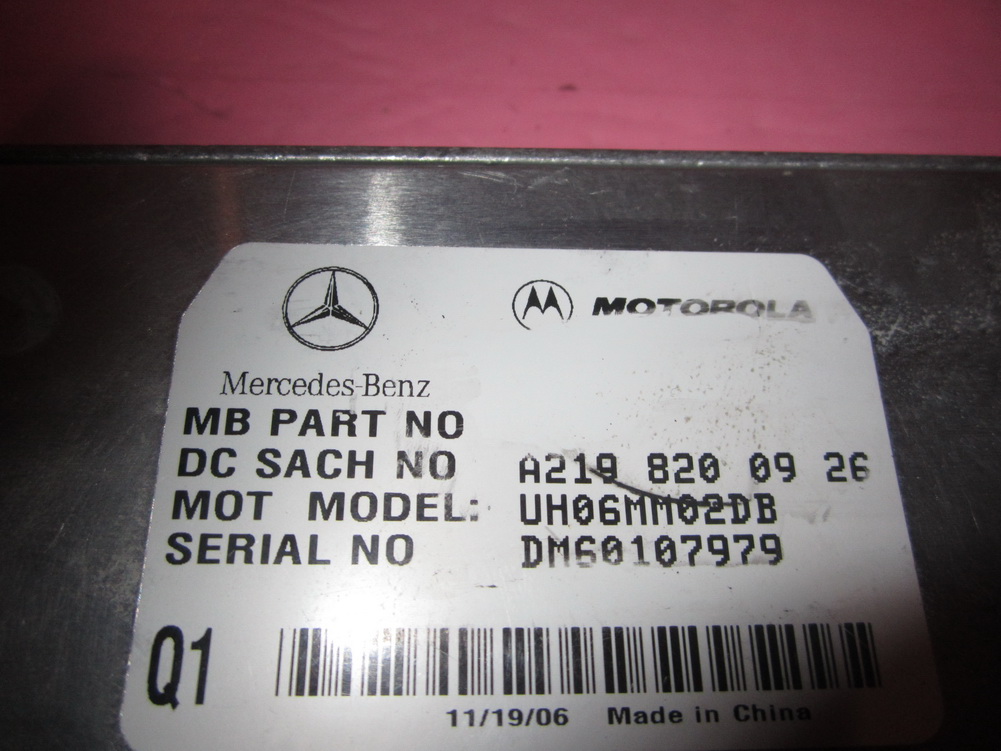 MOTOROLA
Mercedes-Benz
MB PART NO
DC SACH NO A219 820 09 26
MOT MODEL: UH06MM02DB
SERIAL NO DM60107979
Q1
11/19/06 Made in China